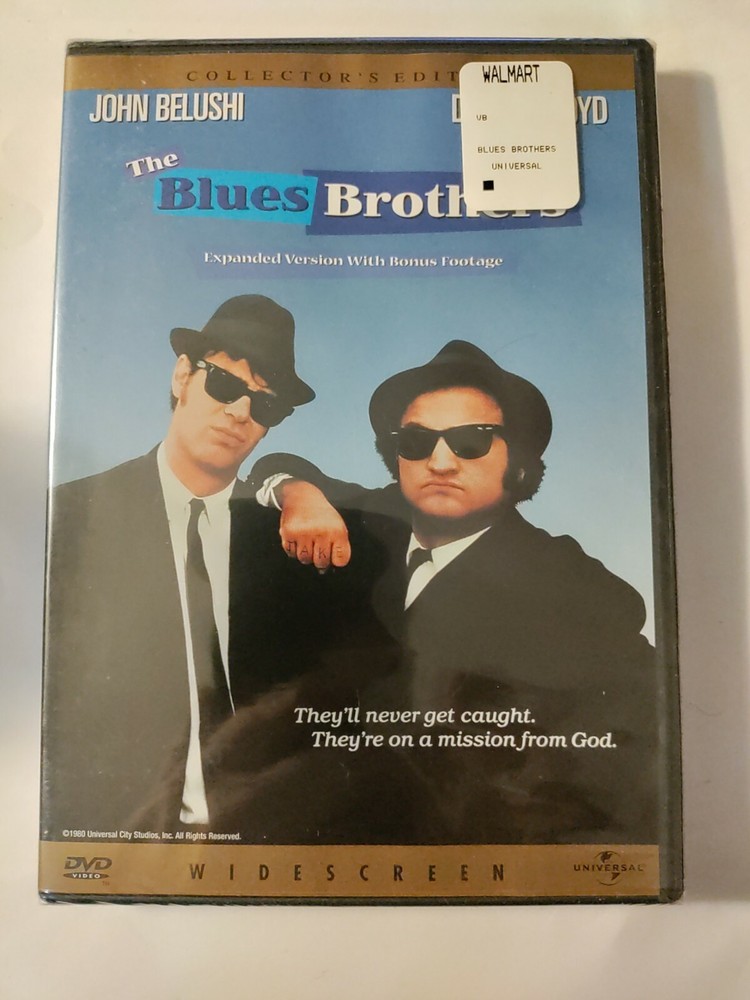 COLLECTOR'S EDIT
WALMART
JOHN BELUSHI
D OYD
VB
BLUES BROTHERS
UNIVERSAL
The
Blues Brothers
Expanded Version With Bonus Footage
JAKE
They'll never get caught.
They're on a mission from God.
©1980 Universal City Studios, Inc. All Rights Reserved.
DVD
VIDEO
WIDESCREEN
UNIVERSAL